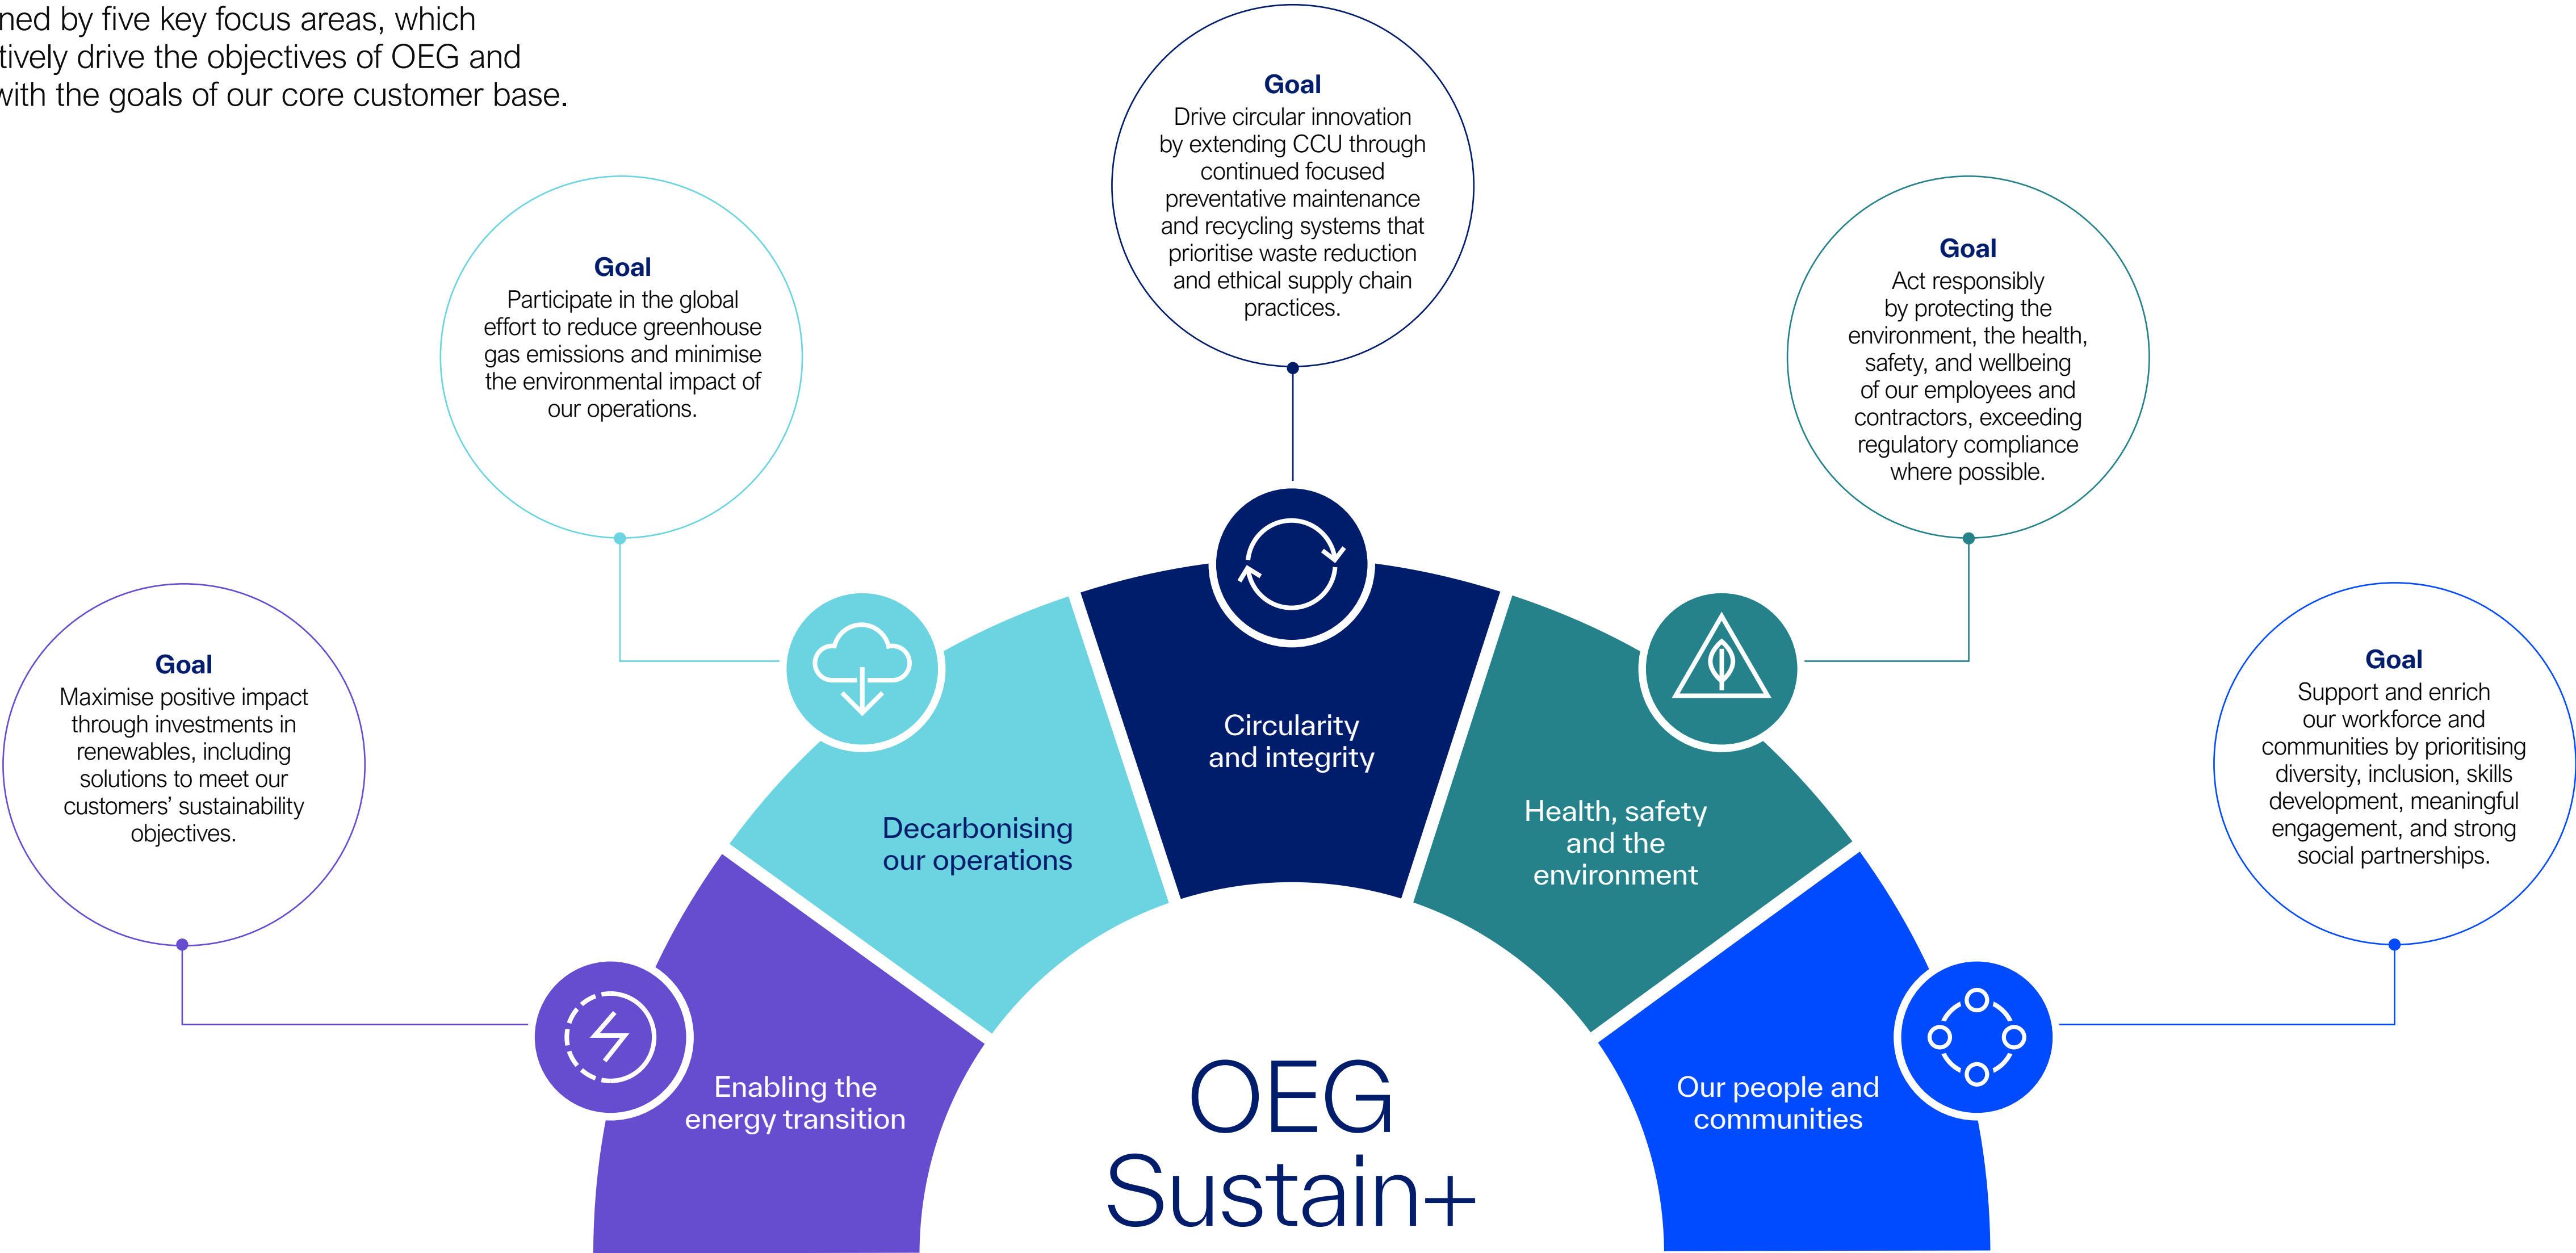 ned by five key focus areas, which
tively drive the objectives of OEG and
with the goals of our core customer base.
Goal
Maximise positive impact
through investments in
renewables, including
solutions to meet our
customers’ sustainability
objectives.
Goal
Participate in the global
effort to reduce greenhouse
gas emissions and minimise
the environmental impact of
our operations.
Goal
Drive circular innovation
by extending CCU through
continued focused
preventative maintenance
and recycling systems that
prioritise waste reduction
and ethical supply chain
practices.
Goal
Act responsibly
by protecting the
environment, the health,
safety, and wellbeing
of our employees and
contractors, exceeding
regulatory compliance
where possible.
Goal
Support and enrich
our workforce and
communities by prioritising
diversity, inclusion, skills
development, meaningful
engagement, and strong
social partnerships.
Enabling the
energy transition
Decarbonising
our operations
Circularity
and integrity
Health, safety
and the
environment
Our people and
communities
OEG
Sustain+